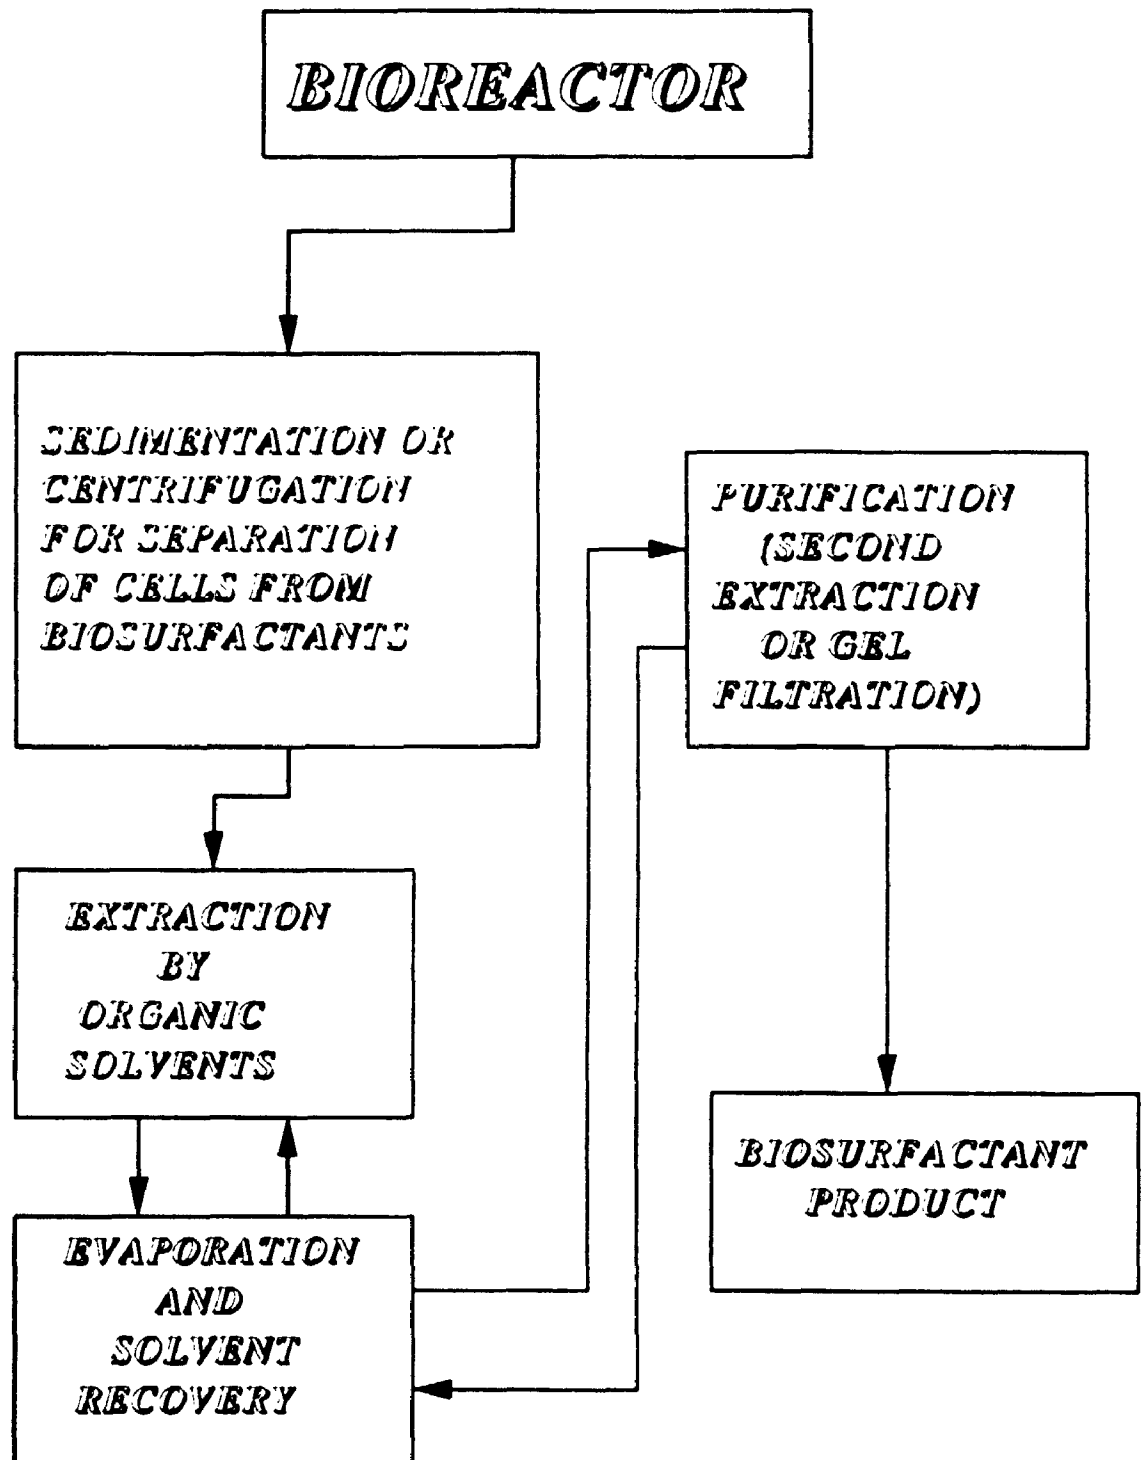 BIOREACTOR
SEDIMENTATION OR
CENTRIFUGATION
FOR SEPARATION
OF CELLS FROM
BIOSURFACTANTS
EXTRACTION
BY
ORGANIC
SOLVENTS
EVAPORATION
AND
SOLVENT
RECOVERY
PURIFICATION
(SECOND
EXTRACTION
OR GEL
FILTRATION)
BIOSURFACTANT
PRODUCT